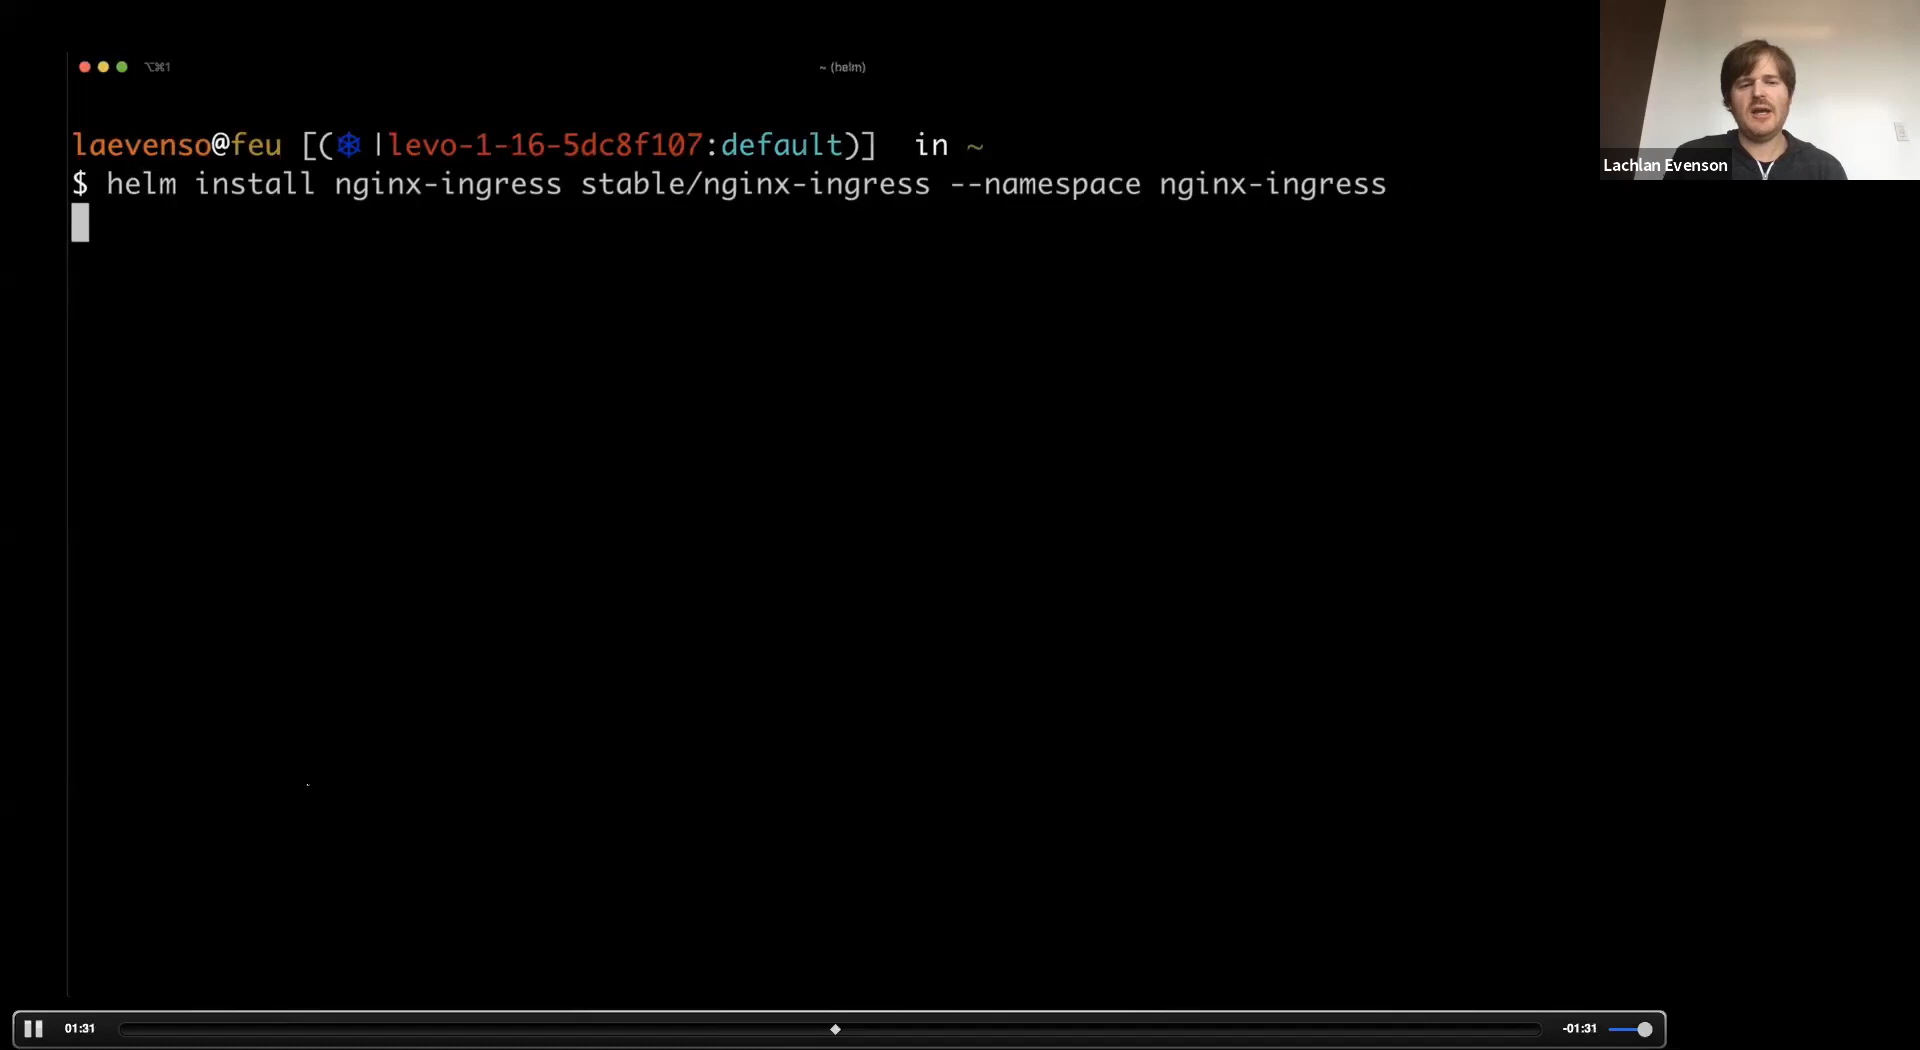 ⌥⌘1
~ (helm)
laevenso@feu [(⎈ |levo-1-16-5dc8f107:default)] in ~
$ helm install nginx-ingress stable/nginx-ingress --namespace nginx-ingress
Lachlan Evenson
01:31
-01:31